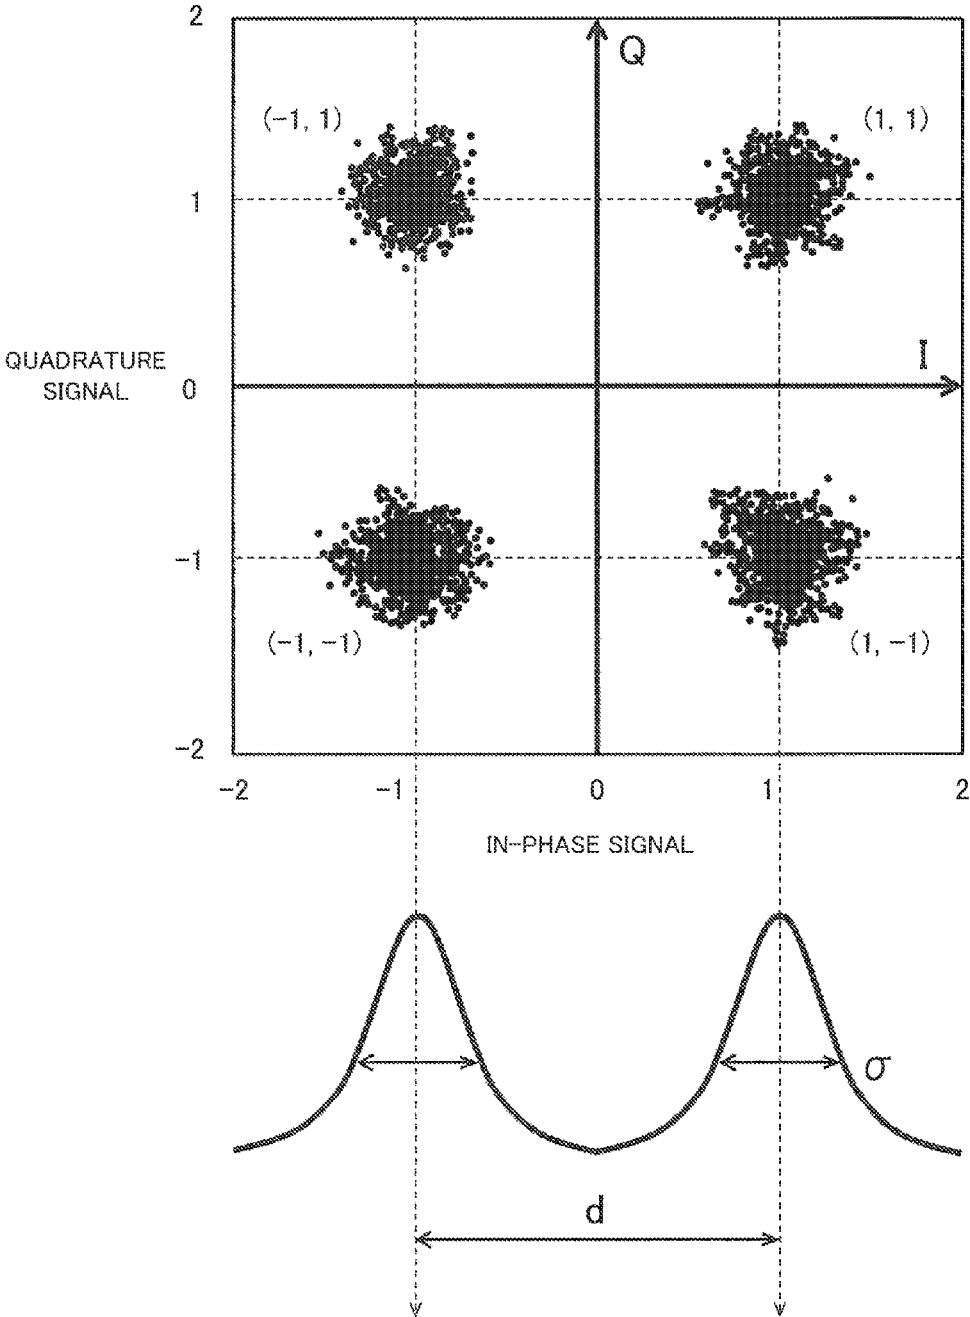 2
Q
(-1, 1)
(1, 1)
1
I
QUADRATURE
SIGNAL
0
-1
(-1, -1)
(1, -1)
-2
-2
-1
0
1
2
IN-PHASE SIGNAL
σ
d